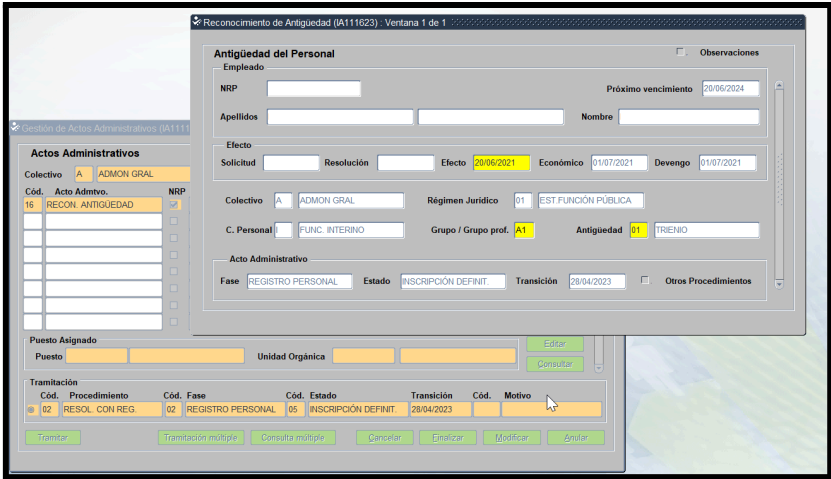 Reconocimiento de Antigüedad (IA111623) : Ventana 1 de 1
Antigüedad del Personal
Observaciones
Empleado
NRP
Próximo vencimiento 20/06/2024
Apellidos
Nombre
Efecto
Solicitud Resolución Efecto 20/06/2021 Económico 01/07/2021 Devengo 01/07/2021
Colectivo A ADMON GRAL Régimen Jurídico 01 EST.FUNCIÓN PÚBLICA
C. Personal I FUNC. INTERINO Grupo / Grupo prof. A1 Antigüedad 01 TRIENIO
Acto Administrativo
Fase REGISTRO PERSONAL Estado INSCRIPCIÓN DEFINIT. Transición 28/04/2023 Otros Procedimientos
Gestión de Actos Administrativos (IA1111
Actos Administrativos
Colectivo A ADMON GRAL
Cód. Acto Admtvo. NRP
16 RECON. ANTIGÜEDAD
Puesto Asignado
Puesto Unidad Orgánica
Editar
Consultar
Tramitación
Cód. Procedimiento Cód. Fase Cód. Estado Transición Cód. Motivo
02 RESOL. CON REG. 02 REGISTRO PERSONAL 05 INSCRIPCIÓN DEFINIT. 28/04/2023
Tramitar Tramitación múltiple Consulta múltiple Cancelar Finalizar Modificar Anular